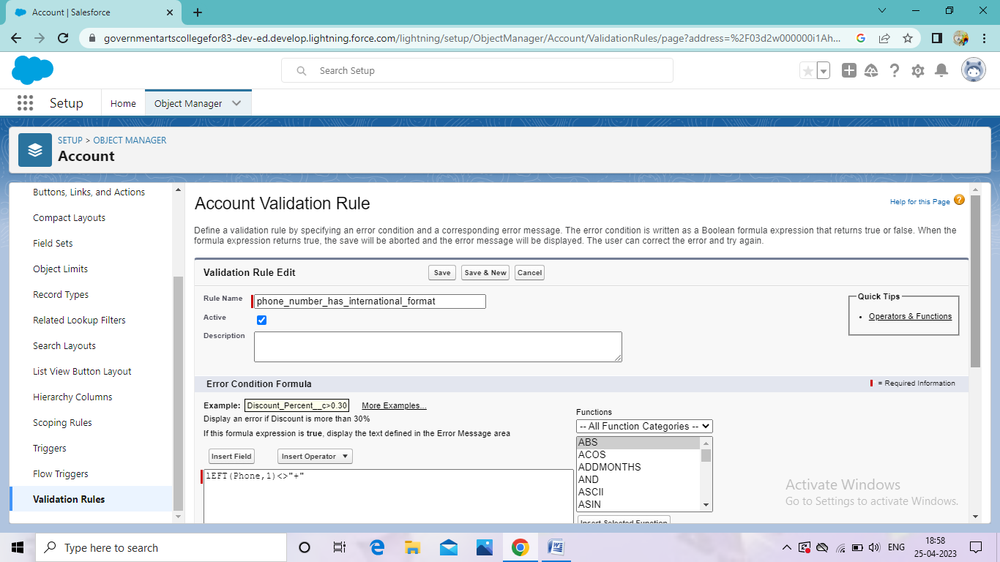 Account | Salesforce
governmentartscollegefor83-dev-ed.develop.lightning.force.com/lightning/setup/ObjectManager/Account/ValidationRules/page?address=%2F03d2w000000i1Ah...
Search Setup
Setup
Home
Object Manager
SETUP > OBJECT MANAGER
Account
Buttons, Links, and Actions
Compact Layouts
Field Sets
Object Limits
Record Types
Related Lookup Filters
Search Layouts
List View Button Layout
Hierarchy Columns
Scoping Rules
Triggers
Flow Triggers
Validation Rules
Account Validation Rule
Help for this Page
Define a validation rule by specifying an error condition and a corresponding error message. The error condition is written as a Boolean formula expression that returns true or false. When the
formula expression returns true, the save will be aborted and the error message will be displayed. The user can correct the error and try again.
Validation Rule Edit
Save
Save & New
Cancel
Rule Name
phone_number_has_international_format
Active
Description
Quick Tips
• Operators & Functions
Error Condition Formula
= Required Information
Example: Discount_Percent__c>0.30 More Examples...
Display an error if Discount is more than 30%
If this formula expression is true, display the text defined in the Error Message area
Insert Field
Insert Operator
lEFT(Phone,1)<>"+"
Functions
-- All Function Categories --
ABS
ACOS
ADDMONTHS
AND
ASCII
ASIN
Insert Selected Function
Activate Windows
Go to Settings to activate Windows.
Type here to search
ENG
18:58
25-04-2023